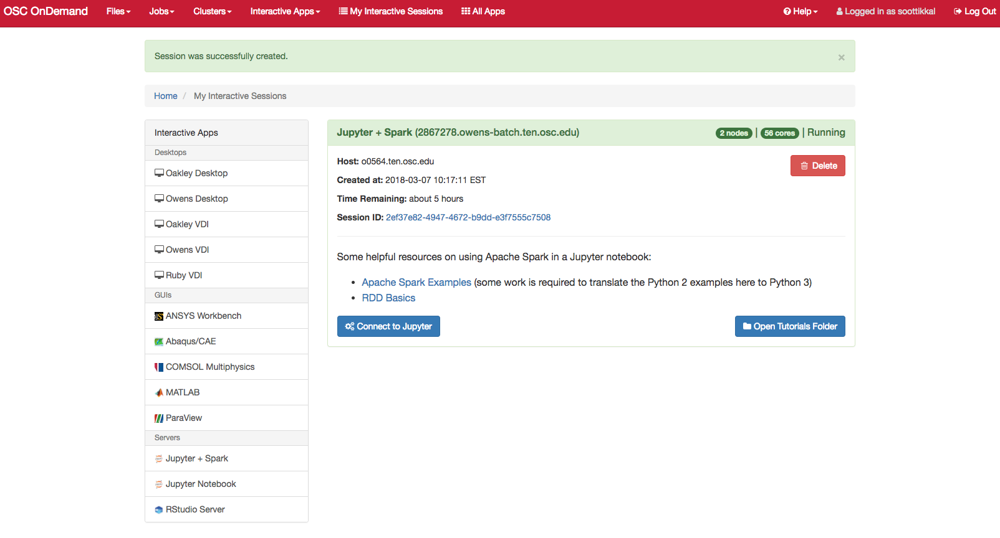 OSC OnDemand Files Jobs Clusters Interactive Apps My Interactive Sessions All Apps Help Logged in as soottikkal Log Out
Session was successfully created. ×
Home / My Interactive Sessions
Interactive Apps
Desktops
Oakley Desktop
Owens Desktop
Oakley VDI
Owens VDI
Ruby VDI
GUIs
ANSYS Workbench
Abaqus/CAE
COMSOL Multiphysics
MATLAB
ParaView
Servers
Jupyter + Spark
Jupyter Notebook
RStudio Server
Jupyter + Spark (2867278.owens-batch.ten.osc.edu) 2 nodes | 56 cores | Running
Host: o0564.ten.osc.edu
Delete
Created at: 2018-03-07 10:17:11 EST
Time Remaining: about 5 hours
Session ID: 2ef37e82-4947-4672-b9dd-e3f7555c7508
Some helpful resources on using Apache Spark in a Jupyter notebook:
• Apache Spark Examples (some work is required to translate the Python 2 examples here to Python 3)
• RDD Basics
Connect to Jupyter Open Tutorials Folder